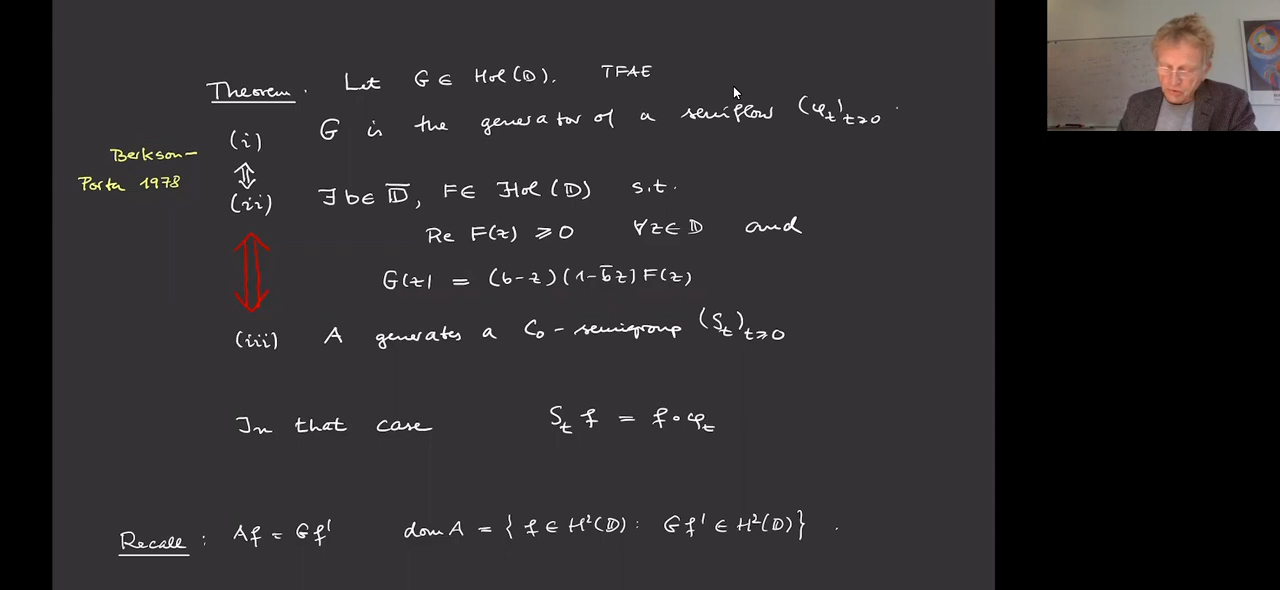 Theorem. Let G ∈ Hol(𝔻). TFAE
(i) G is the generator of a semiflow (φ_t)_{t≥0}.
Berkson–
Porta 1978
⇕
(ii) ∃ b ∈ 𝔻̅, F ∈ Hol(𝔻) s.t.
Re F(z) ≥ 0 ∀z ∈ 𝔻 and
G(z) = (b-z)(1-b̅z)F(z)
⇕
(iii) A generates a C₀-semigroup (S_t)_{t≥0}
In that case S_t f = f∘φ_t
Recall: Af = Gf' dom A = { f ∈ H²(𝔻): Gf' ∈ H²(𝔻)}.